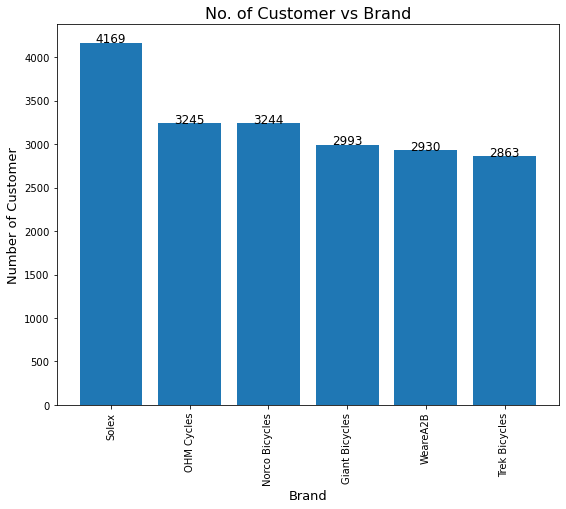 No. of Customer vs Brand
4169
3245
3244
2993
2930
2863
4000
3500
3000
2500
2000
1500
1000
500
0
Number of Customer
Solex
OHM Cycles
Norco Bicycles
Giant Bicycles
WeareA2B
Trek Bicycles
Brand